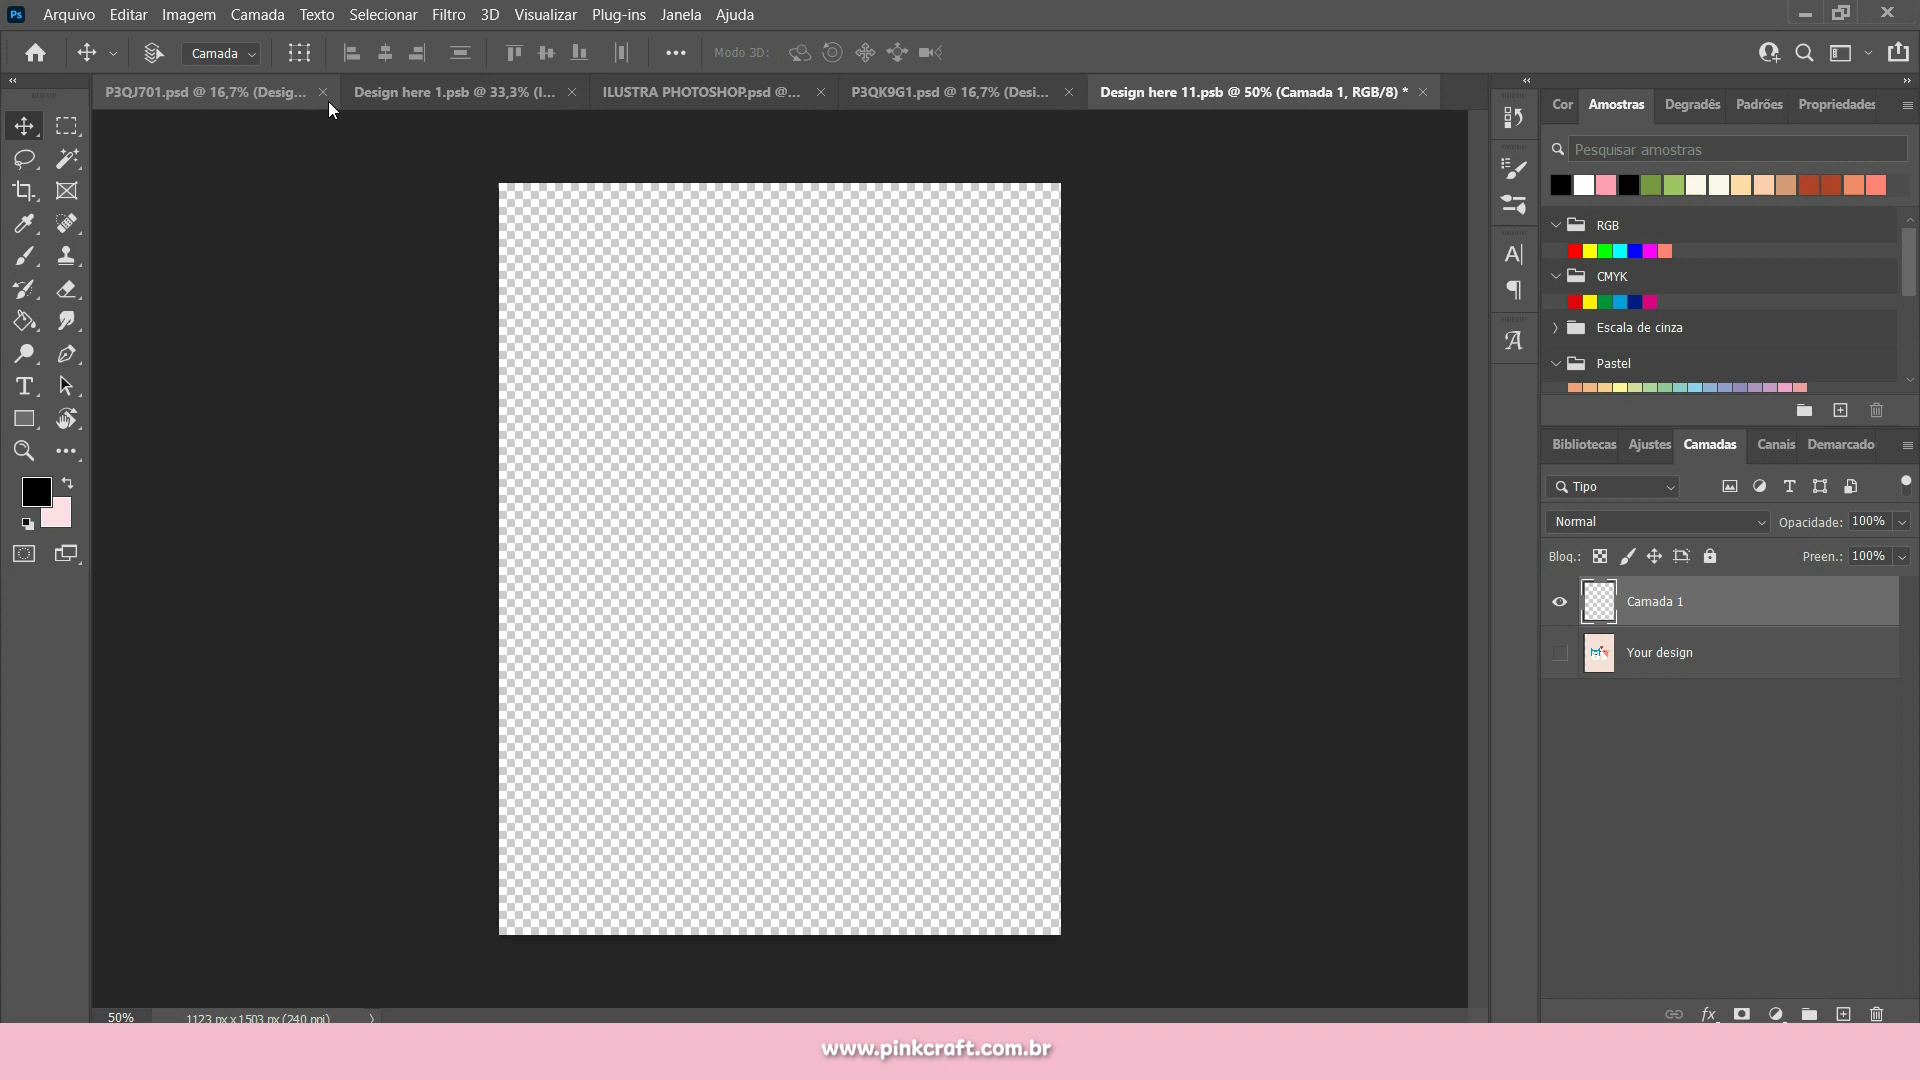 Ps Arquivo Editar Imagem Camada Texto Selecionar Filtro 3D Visualizar Plug-ins Janela Ajuda
Camada Modo 3D:
P3QJ701.psd @ 16,7% (Desig... Design here 1.psb @ 33,3% (I... ILUSTRA PHOTOSHOP.psd @... P3QK9G1.psd @ 16,7% (Desi... Design here 11.psb @ 50% (Camada 1, RGB/8) *
Cor Amostras Degradês Padrões Propriedades
Pesquisar amostras
RGB
CMYK
Escala de cinza
Pastel
Bibliotecas Ajustes Camadas Canais Demarcado
Tipo
Normal Opacidade: 100%
Bloq.: Preen.: 100%
Camada 1
Your design
50% 1123 px x 1503 px (240 ppi)
www.pinkcraft.com.br